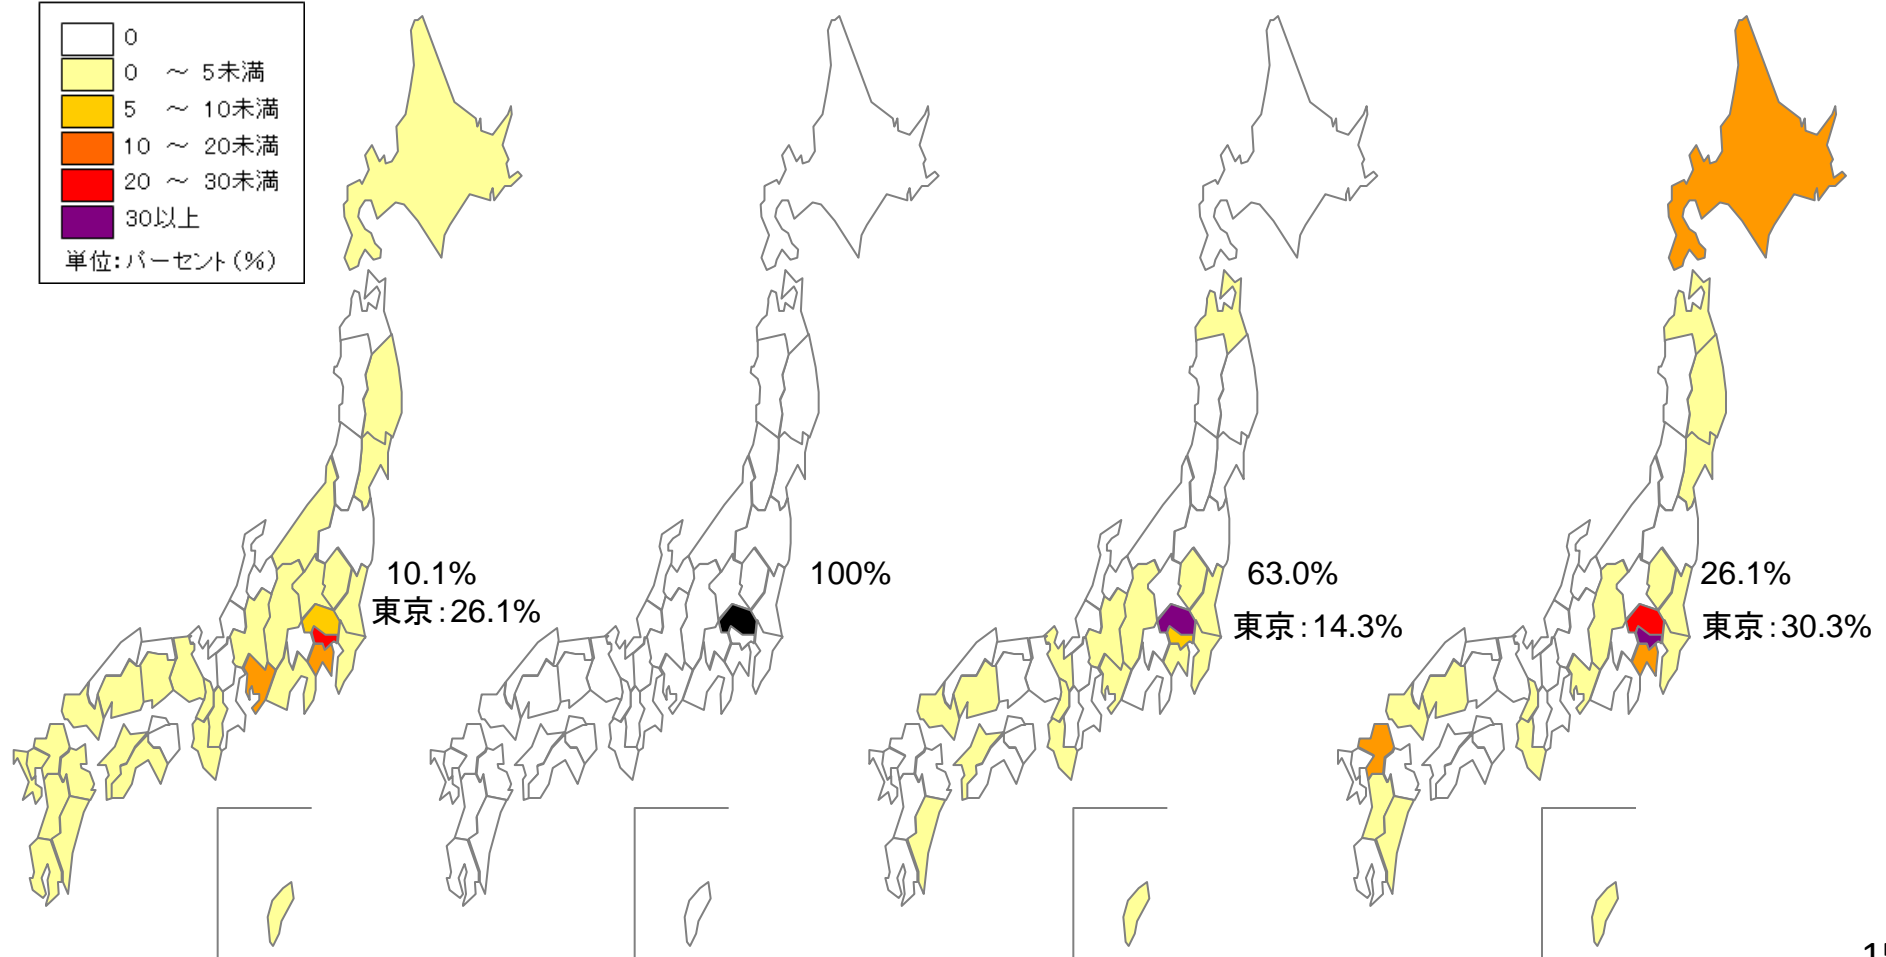 0
0 ～ 5未満
5 ～ 10未満
10 ～ 20未満
20 ～ 30未満
30以上
単位:パーセント(%)
10.1%
東京:26.1%
100%
63.0%
東京:14.3%
26.1%
東京:30.3%